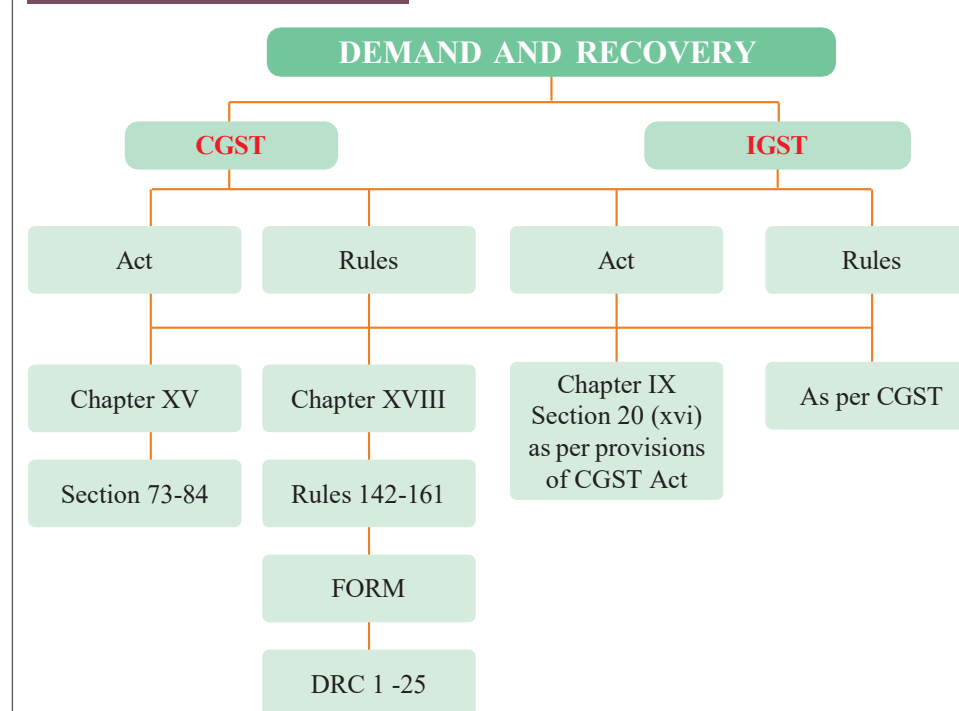 DEMAND AND RECOVERY
CGST
IGST
Act
Rules
Act
Rules
Chapter XV
Chapter XVIII
Chapter IX
Section 20 (xvi)
as per provisions
of CGST Act
As per CGST
Section 73-84
Rules 142-161
FORM
DRC 1 -25